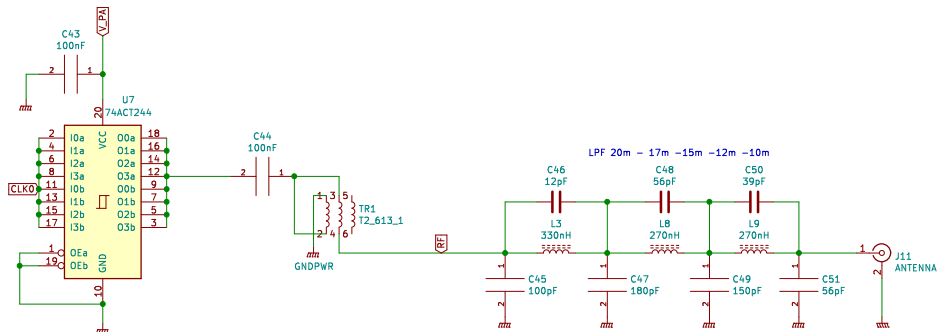 V_PA
C43
100nF
2
1
U7
74ACT244
20
VCC
2 I0a O0a 18
4 I1a O1a 16
6 I2a O2a 14
8 I3a O3a 12
11 I0b O0b 9
13 I1b O1b 7
15 I2b O2b 5
17 I3b O3b 3
CLK0
1 OEa
19 OEb
GND
10
C44
100nF
2
1
1 3 5
2 4 6
TR1
T2_613_1
GNDPWR
RF
LPF 20m - 17m -15m -12m -10m
C46
12pF
C48
56pF
C50
39pF
L3
330nH
L8
270nH
L9
270nH
1
C45
100pF
1
C47
180pF
1
C49
150pF
1
C51
56pF
1
2
J11
ANTENNA